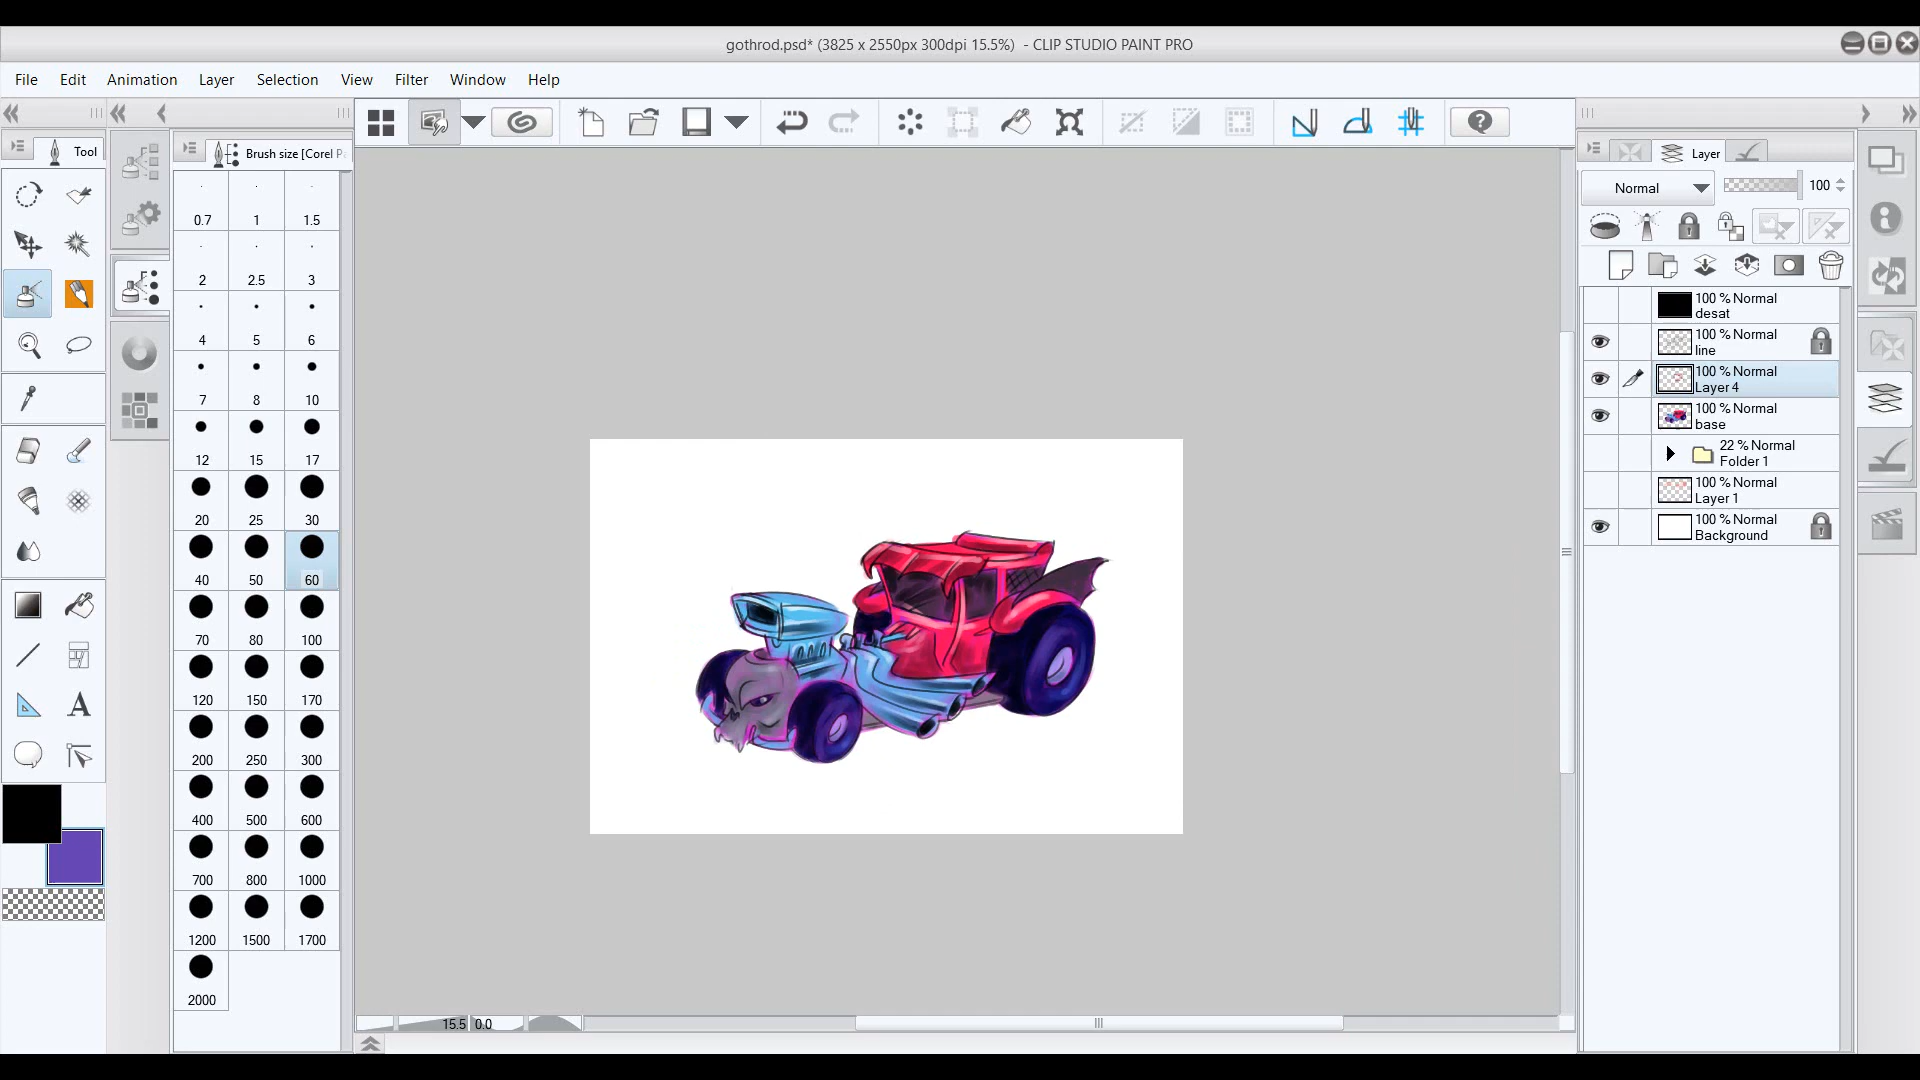 gothrod.psd* (3825 x 2550px 300dpi 15.5%) - CLIP STUDIO PAINT PRO
File Edit Animation Layer Selection View Filter Window Help
Tool
Brush size [Corel P
Layer
Normal 100
0.7 1 1.5
2 2.5 3
4 5 6
7 8 10
12 15 17
20 25 30
40 50 60
70 80 100
120 150 170
200 250 300
400 500 600
700 800 1000
1200 1500 1700
2000
100 % Normal
desat
100 % Normal
line
100 % Normal
Layer 4
100 % Normal
base
22 % Normal
Folder 1
100 % Normal
Layer 1
100 % Normal
Background
15.5 0.0